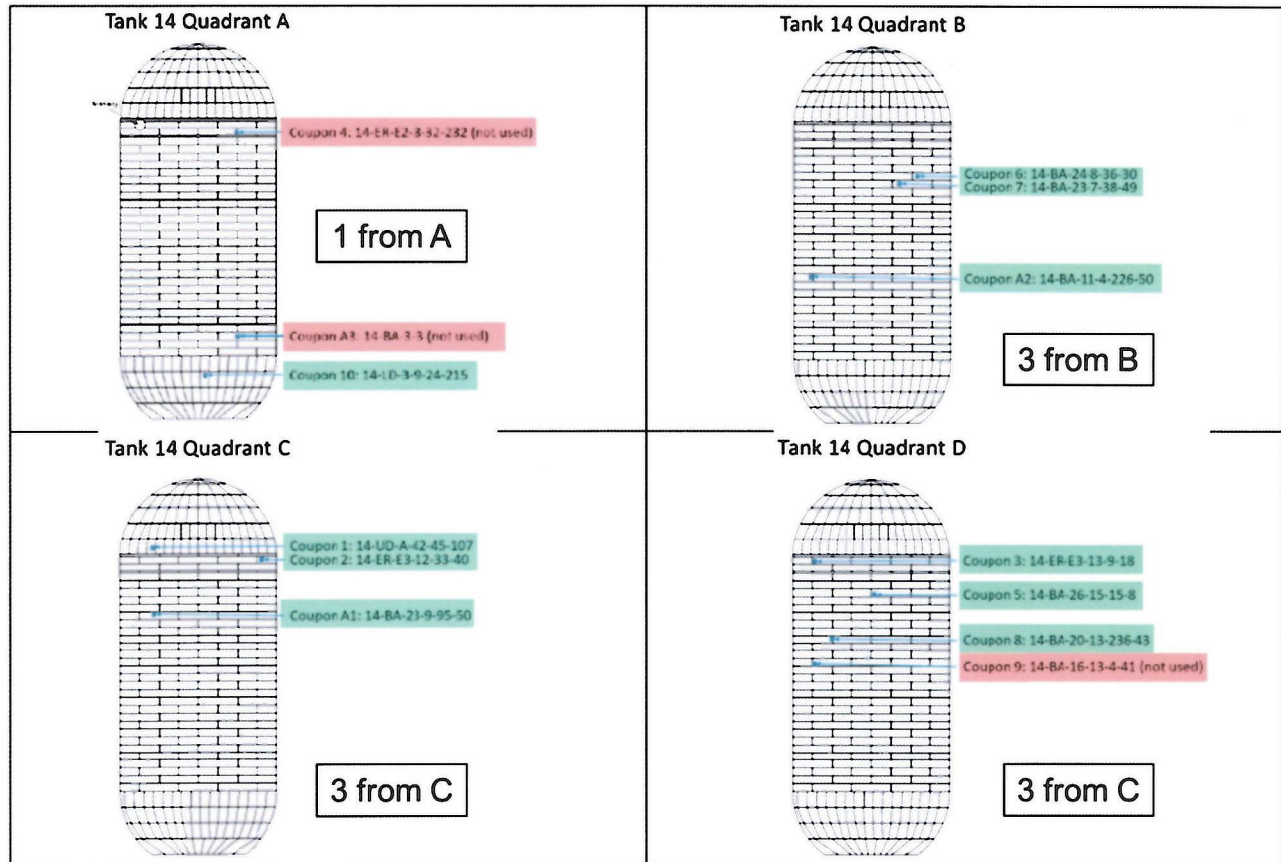 Tank 14 Quadrant A
Coupon 4: 14-ER-E2-3-32-232 (not used)
1 from A
Coupon A3: 14-BA-3-3 (not used)
Coupon 10: 14-LD-3-9-24-215
Tank 14 Quadrant B
Coupon 6: 14-BA-24-8-36-30
Coupon 7: 14-BA-23-7-38-49
Coupon A2: 14-BA-11-4-226-50
3 from B
Tank 14 Quadrant C
Coupon 1: 14-UD-A-42-45-107
Coupon 2: 14-ER-E3-12-33-40
Coupon A1: 14-BA-23-9-95-50
3 from C
Tank 14 Quadrant D
Coupon 3: 14-ER-E3-13-9-18
Coupon 5: 14-BA-26-15-15-8
Coupon 8: 14-BA-20-13-236-43
Coupon 9: 14-BA-16-13-4-41 (not used)
3 from C